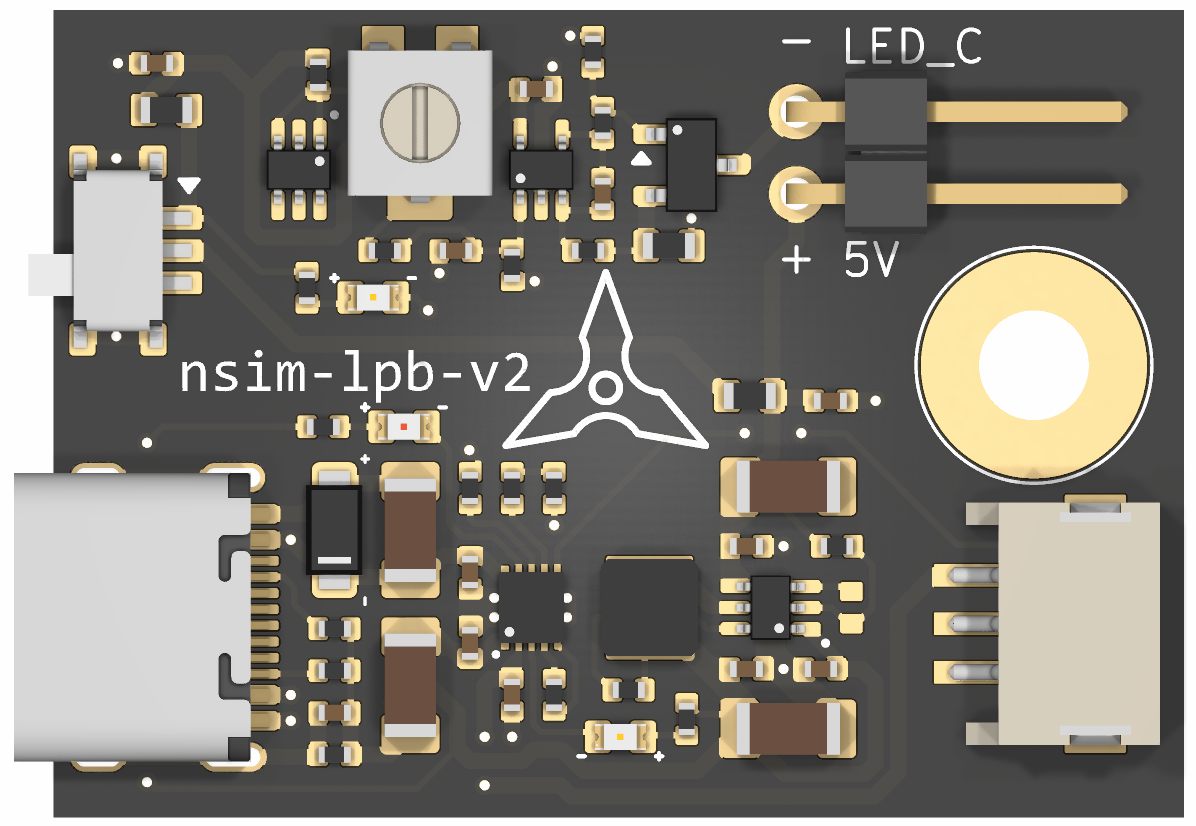 - LED_C
+ 5V
nsim-lpb-v2
+ -
+ -
+
-
- +